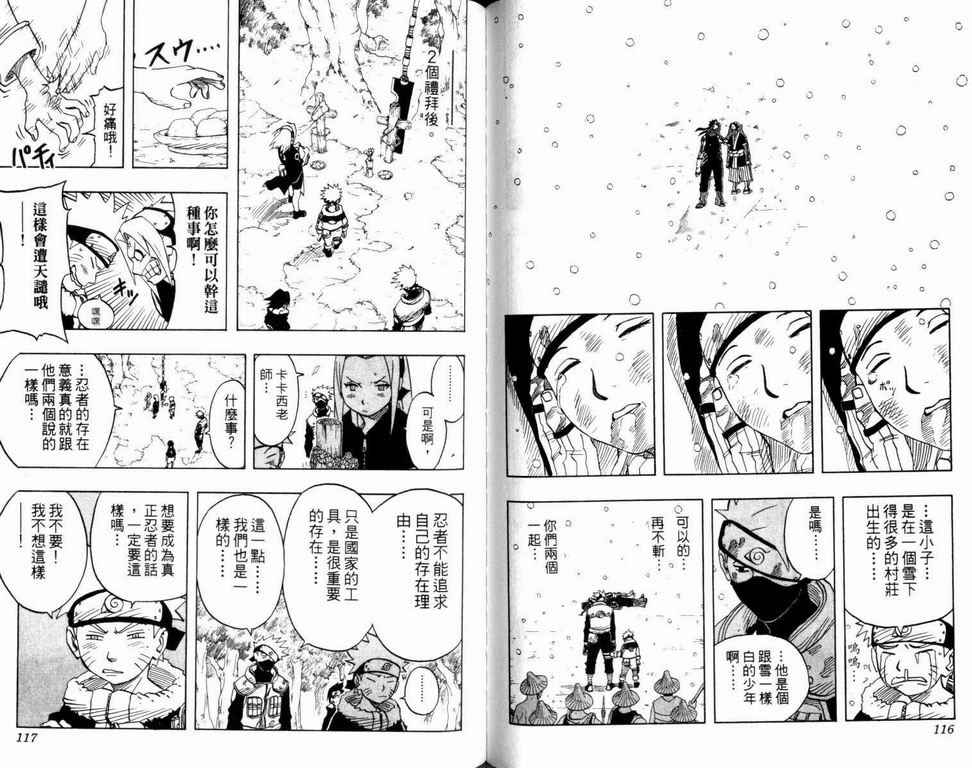 ボッ
…這小子…
是在一個雪下
得很多的村莊
出生的…
是嗎…
…他是個
跟雪一樣
白的少年
啊…
可以的…
再不斬…
你們兩個
一起…
116
2個禮拜後。
スウ‥‥
好痛哦！
パチィ
你怎麼可以幹這
種事啊！
嘿嘿
キッ
這樣會遭天譴哦
──！
可是啊，
……
卡卡西老
師…
什麼事？
…忍者的存在
意義真的就跟
他們兩個說的
一樣嗎…
忍者不能追求
自己的存在理
由……
只是國家的工
具，是很重要
的存在……
這一點……
我們也是一
樣的……
………
想要成為真
正忍者的話
，一定要這
樣嗎…
我不要！
我不想這樣
──！
117